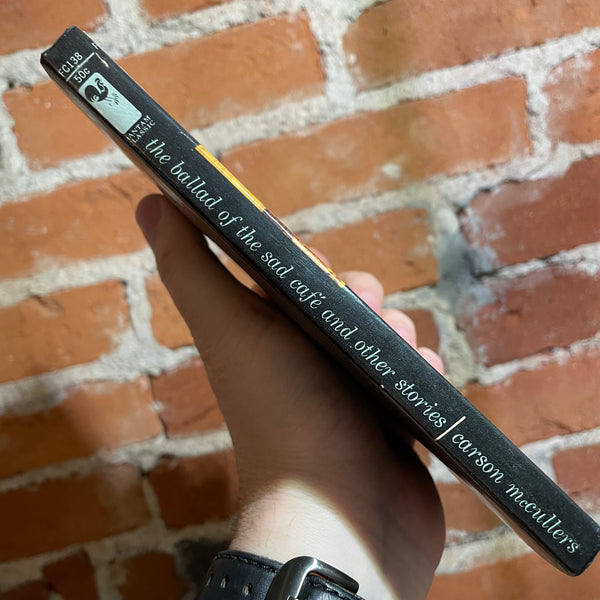 FC138
50¢
BANTAM
CLASSIC
the ballad of the sad café and other stories | carson mccullers